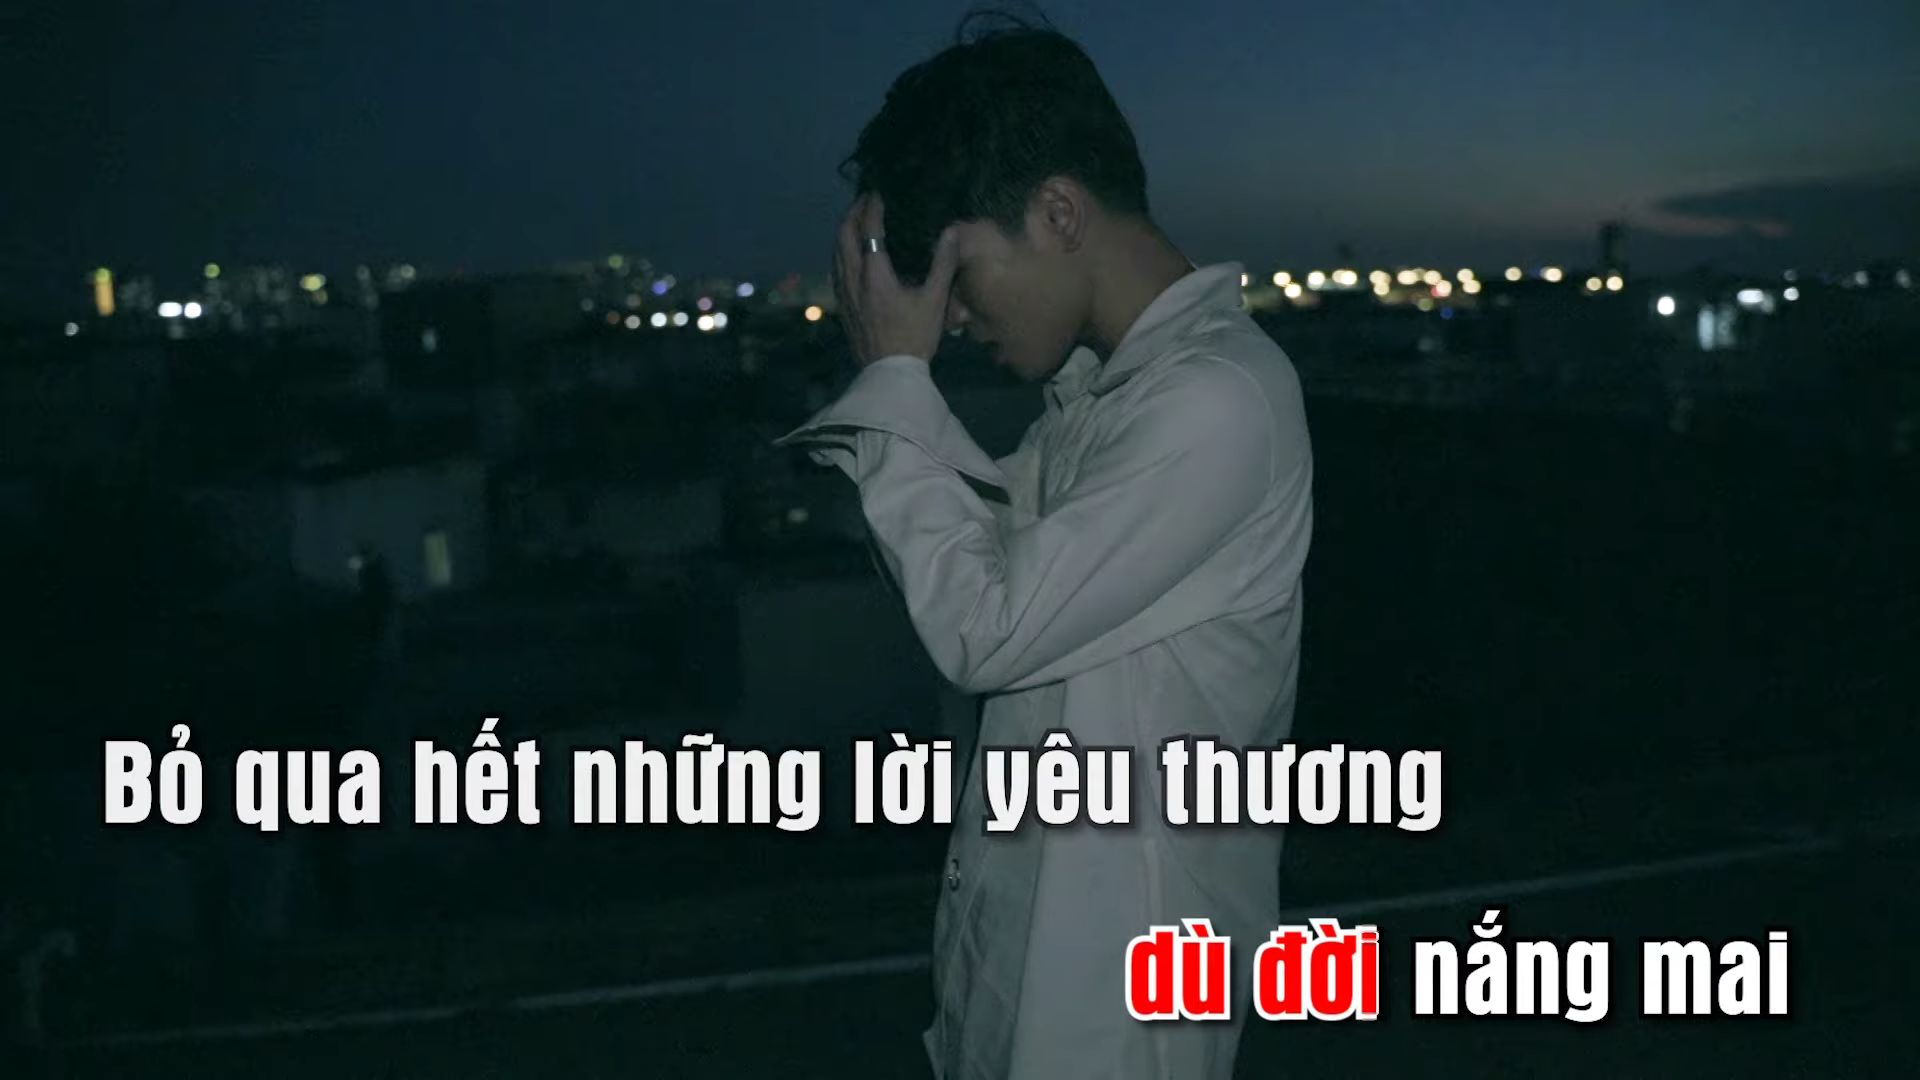 Bỏ qua hết những lời yêu thương
dù đời nắng mai